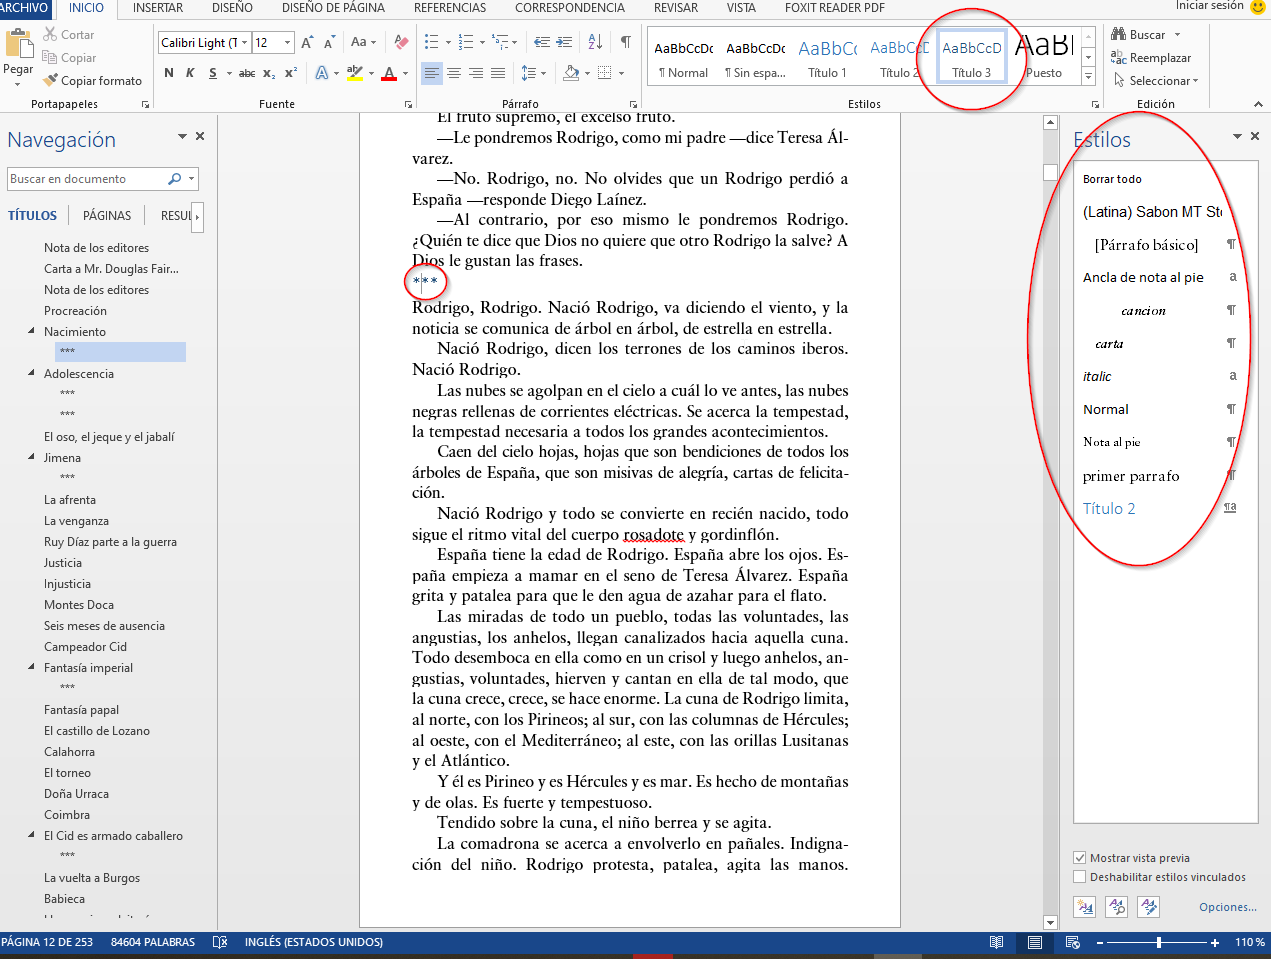 ARCHIVO
INICIO
INSERTAR
DISEÑO
DISEÑO DE PÁGINA
REFERENCIAS
CORRESPONDENCIA
REVISAR
VISTA
FOXIT READER PDF
Iniciar sesión
Pegar
Cortar
Copiar
Copiar formato
Portapapeles
Calibri Light (T
12
Aa
N K S abc x₂ x²
Fuente
Párrafo
AaBbCcDc
¶ Normal
AaBbCcDc
¶ Sin espa...
AaBbCc
Título 1
AaBbCcD
Título 2
AaBbCcD
Título 3
AaB
Puesto
Estilos
Buscar
Reemplazar
Seleccionar
Edición
Navegación
Buscar en documento
TÍTULOS
PÁGINAS
RESUL
Nota de los editores
Carta a Mr. Douglas Fair...
Nota de los editores
Procreación
Nacimiento
***
Adolescencia
***
***
El oso, el jeque y el jabalí
Jimena
***
La afrenta
La venganza
Ruy Díaz parte a la guerra
Justicia
Injusticia
Montes Doca
Seis meses de ausencia
Campeador Cid
Fantasía imperial
***
Fantasía papal
El castillo de Lozano
Calahorra
El torneo
Doña Urraca
Coimbra
El Cid es armado caballero
***
La vuelta a Burgos
Babieca
El fruto supremo, el excelso fruto.
—Le pondremos Rodrigo, como mi padre —dice Teresa Ál-
varez.
—No. Rodrigo, no. No olvides que un Rodrigo perdió a
España —responde Diego Laínez.
—Al contrario, por eso mismo le pondremos Rodrigo.
¿Quién te dice que Dios no quiere que otro Rodrigo la salve? A
Dios le gustan las frases.
***
Rodrigo, Rodrigo. Nació Rodrigo, va diciendo el viento, y la
noticia se comunica de árbol en árbol, de estrella en estrella.
Nació Rodrigo, dicen los terrones de los caminos iberos.
Nació Rodrigo.
Las nubes se agolpan en el cielo a cuál lo ve antes, las nubes
negras rellenas de corrientes eléctricas. Se acerca la tempestad,
la tempestad necesaria a todos los grandes acontecimientos.
Caen del cielo hojas, hojas que son bendiciones de todos los
árboles de España, que son misivas de alegría, cartas de felicita-
ción.
Nació Rodrigo y todo se convierte en recién nacido, todo
sigue el ritmo vital del cuerpo rosadote y gordinflón.
España tiene la edad de Rodrigo. España abre los ojos. Es-
paña empieza a mamar en el seno de Teresa Álvarez. España
grita y patalea para que le den agua de azahar para el flato.
Las miradas de todo un pueblo, todas las voluntades, las
angustias, los anhelos, llegan canalizados hacia aquella cuna.
Todo desemboca en ella como en un crisol y luego anhelos, an-
gustias, voluntades, hierven y cantan en ella de tal modo, que
la cuna crece, crece, se hace enorme. La cuna de Rodrigo limita,
al norte, con los Pirineos; al sur, con las columnas de Hércules;
al oeste, con el Mediterráneo; al este, con las orillas Lusitanas
y el Atlántico.
Y él es Pirineo y es Hércules y es mar. Es hecho de montañas
y de olas. Es fuerte y tempestuoso.
Tendido sobre la cuna, el niño berrea y se agita.
La comadrona se acerca a envolverlo en pañales. Indigna-
ción del niño. Rodrigo protesta, patalea, agita las manos.
Estilos
Borrar todo
(Latina) Sabon MT Ste
[Párrafo básico] ¶
Ancla de nota al pie a
cancion ¶
carta ¶
italic a
Normal ¶
Nota al pie ¶
primer parrafo ¶
Título 2 ¶a
Mostrar vista previa
Deshabilitar estilos vinculados
Opciones...
PÁGINA 12 DE 253
84604 PALABRAS
INGLÉS (ESTADOS UNIDOS)
110 %